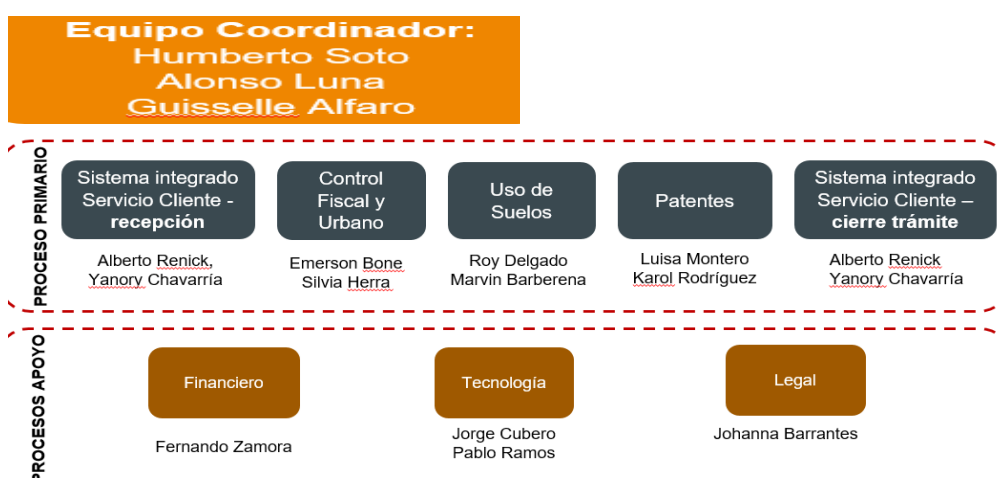 Equipo Coordinador:
Humberto Soto
Alonso Luna
Guisselle Alfaro
PROCESO PRIMARIO
Sistema integrado
Servicio Cliente -
recepción
Alberto Renick,
Yanory Chavarría
Control
Fiscal y
Urbano
Emerson Bone
Silvia Herra
Uso de
Suelos
Roy Delgado
Marvin Barberena
Patentes
Luisa Montero
Karol Rodríguez
Sistema integrado
Servicio Cliente –
cierre trámite
Alberto Renick
Yanory Chavarría
PROCESOS APOYO
Financiero
Fernando Zamora
Tecnología
Jorge Cubero
Pablo Ramos
Legal
Johanna Barrantes